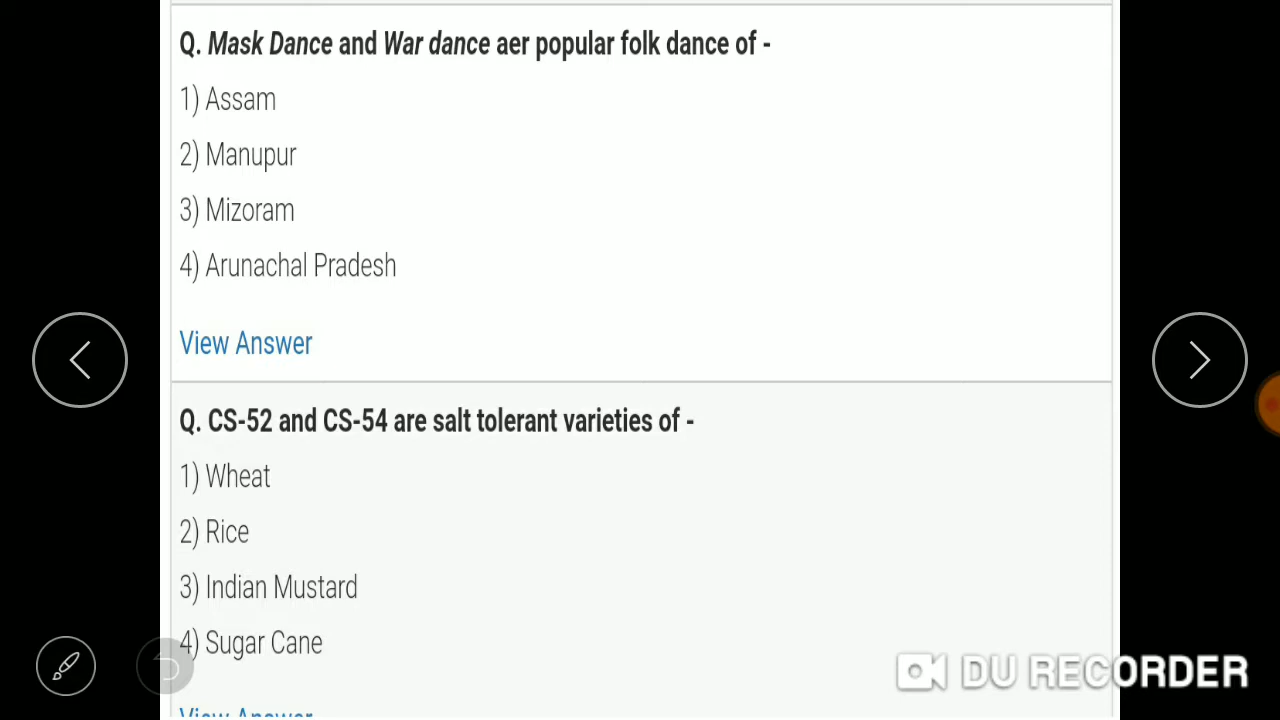 Q. Mask Dance and War dance aer popular folk dance of -
1) Assam
2) Manupur
3) Mizoram
4) Arunachal Pradesh
View Answer
Q. CS-52 and CS-54 are salt tolerant varieties of -
1) Wheat
2) Rice
3) Indian Mustard
4) Sugar Cane
DU RECORDER
View Answer